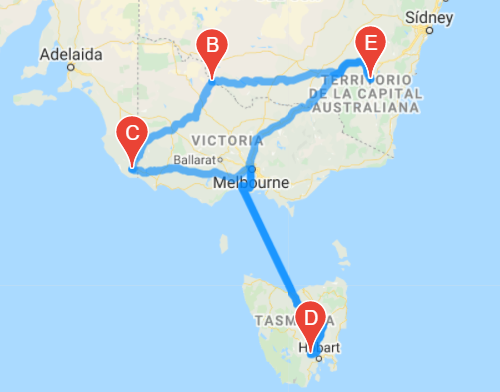 Sídney
E
B
Adelaida
TERRITORIO
DE LA CAPITAL
AUSTRALIANA
C
VICTORIA
Ballarat
Melbourne
D
TASMANIA
Hobart